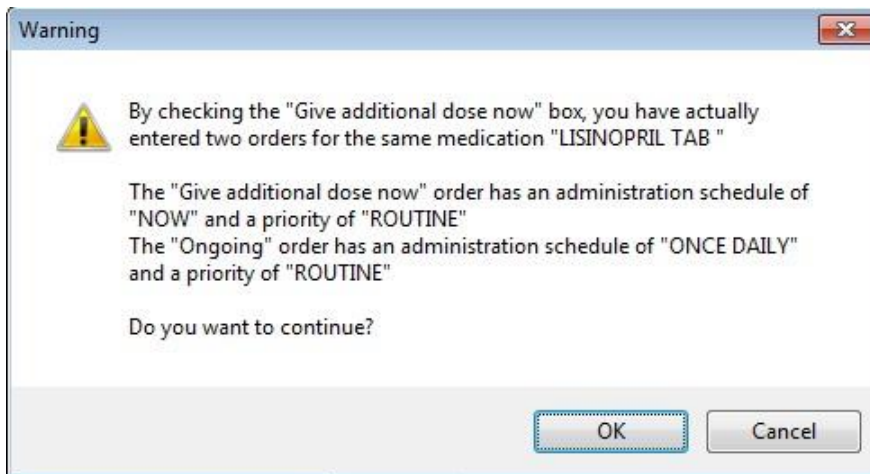 Warning
By checking the "Give additional dose now" box, you have actually
entered two orders for the same medication "LISINOPRIL TAB "
The "Give additional dose now" order has an administration schedule of
"NOW" and a priority of "ROUTINE"
The "Ongoing" order has an administration schedule of "ONCE DAILY"
and a priority of "ROUTINE"
Do you want to continue?
OK
Cancel